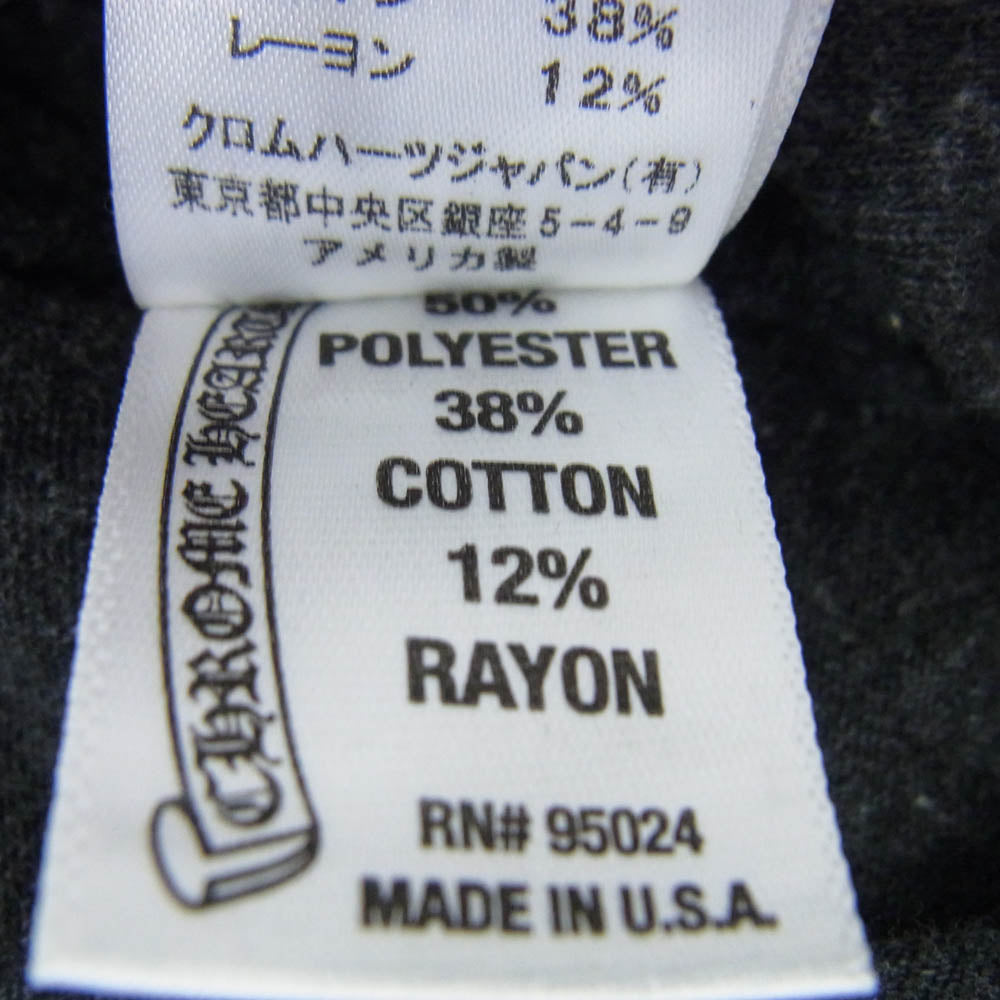 38%
レーヨン 12%
クロムハーツジャパン(有)
東京都中央区銀座5-4-9
アメリカ製
CHROME HEARTS
50%
POLYESTER
38%
COTTON
12%
RAYON
RN# 95024
MADE IN U.S.A.